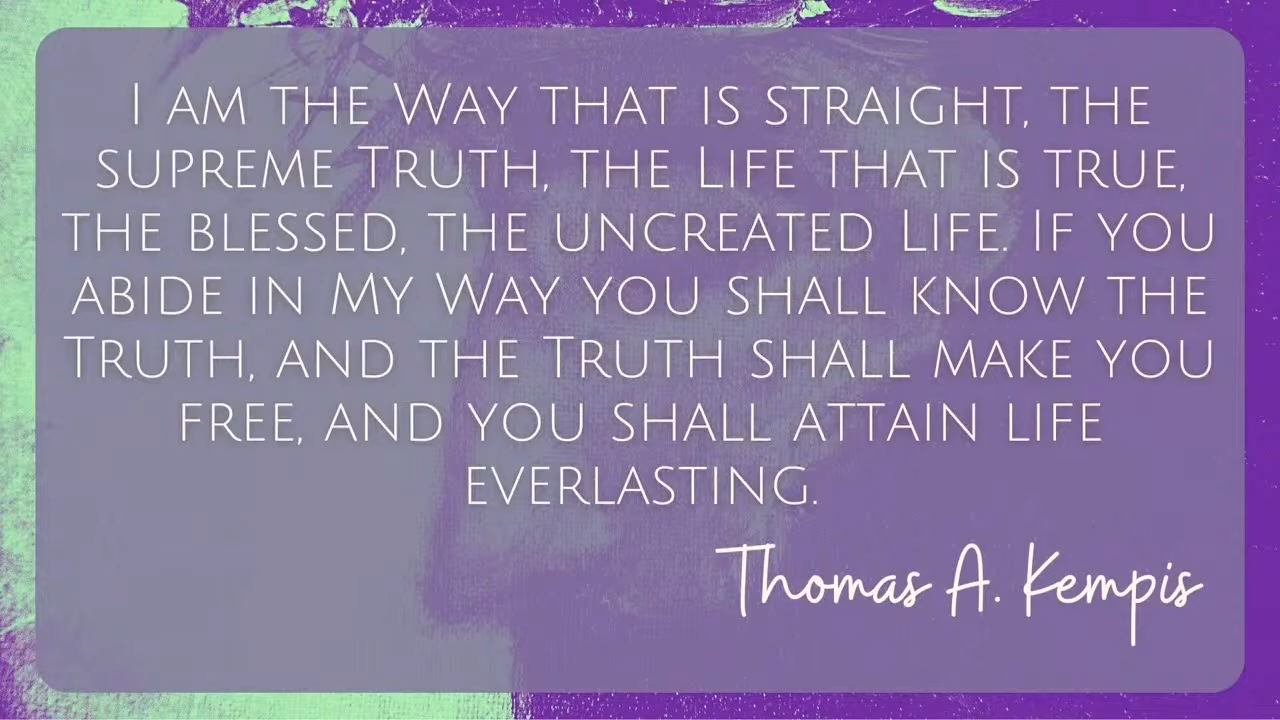 I am the Way that is straight, the
supreme Truth, the Life that is true,
the blessed, the uncreated Life. If you
abide in My Way you shall know the
Truth, and the Truth shall make you
free, and you shall attain life
everlasting.
Thomas A. Kempis